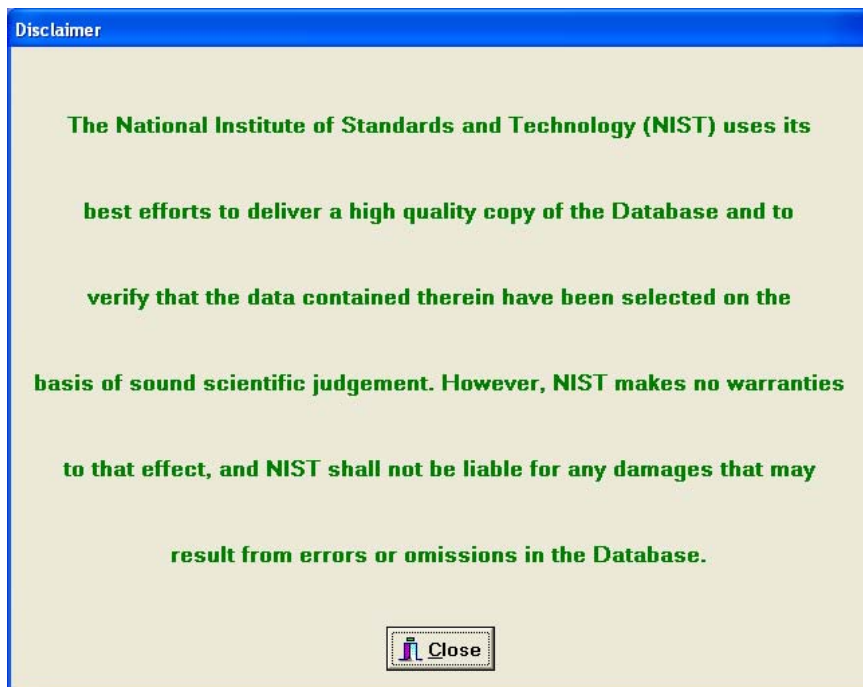 Disclaimer
The National Institute of Standards and Technology (NIST) uses its
best efforts to deliver a high quality copy of the Database and to
verify that the data contained therein have been selected on the
basis of sound scientific judgement. However, NIST makes no warranties
to that effect, and NIST shall not be liable for any damages that may
result from errors or omissions in the Database.
Close